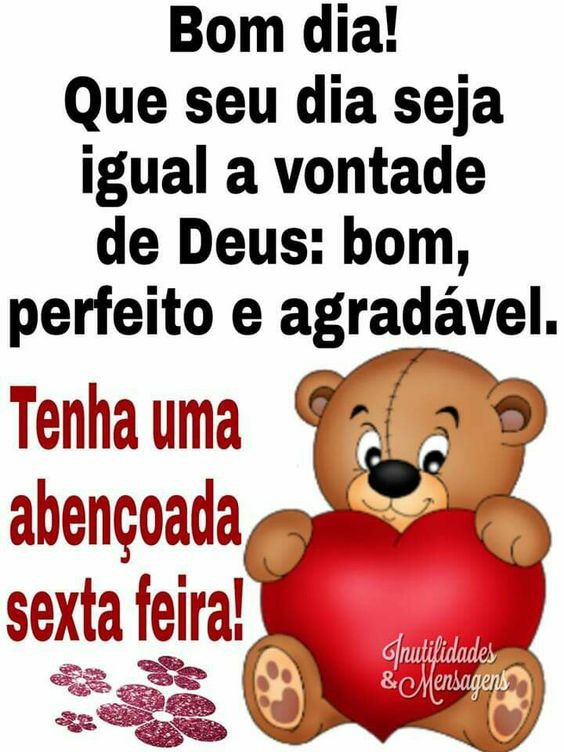 Bom dia!
Que seu dia seja
igual a vontade
de Deus: bom,
perfeito e agradável.
Tenha uma
abençoada
sexta feira!
Inutilidades
& Mensagens